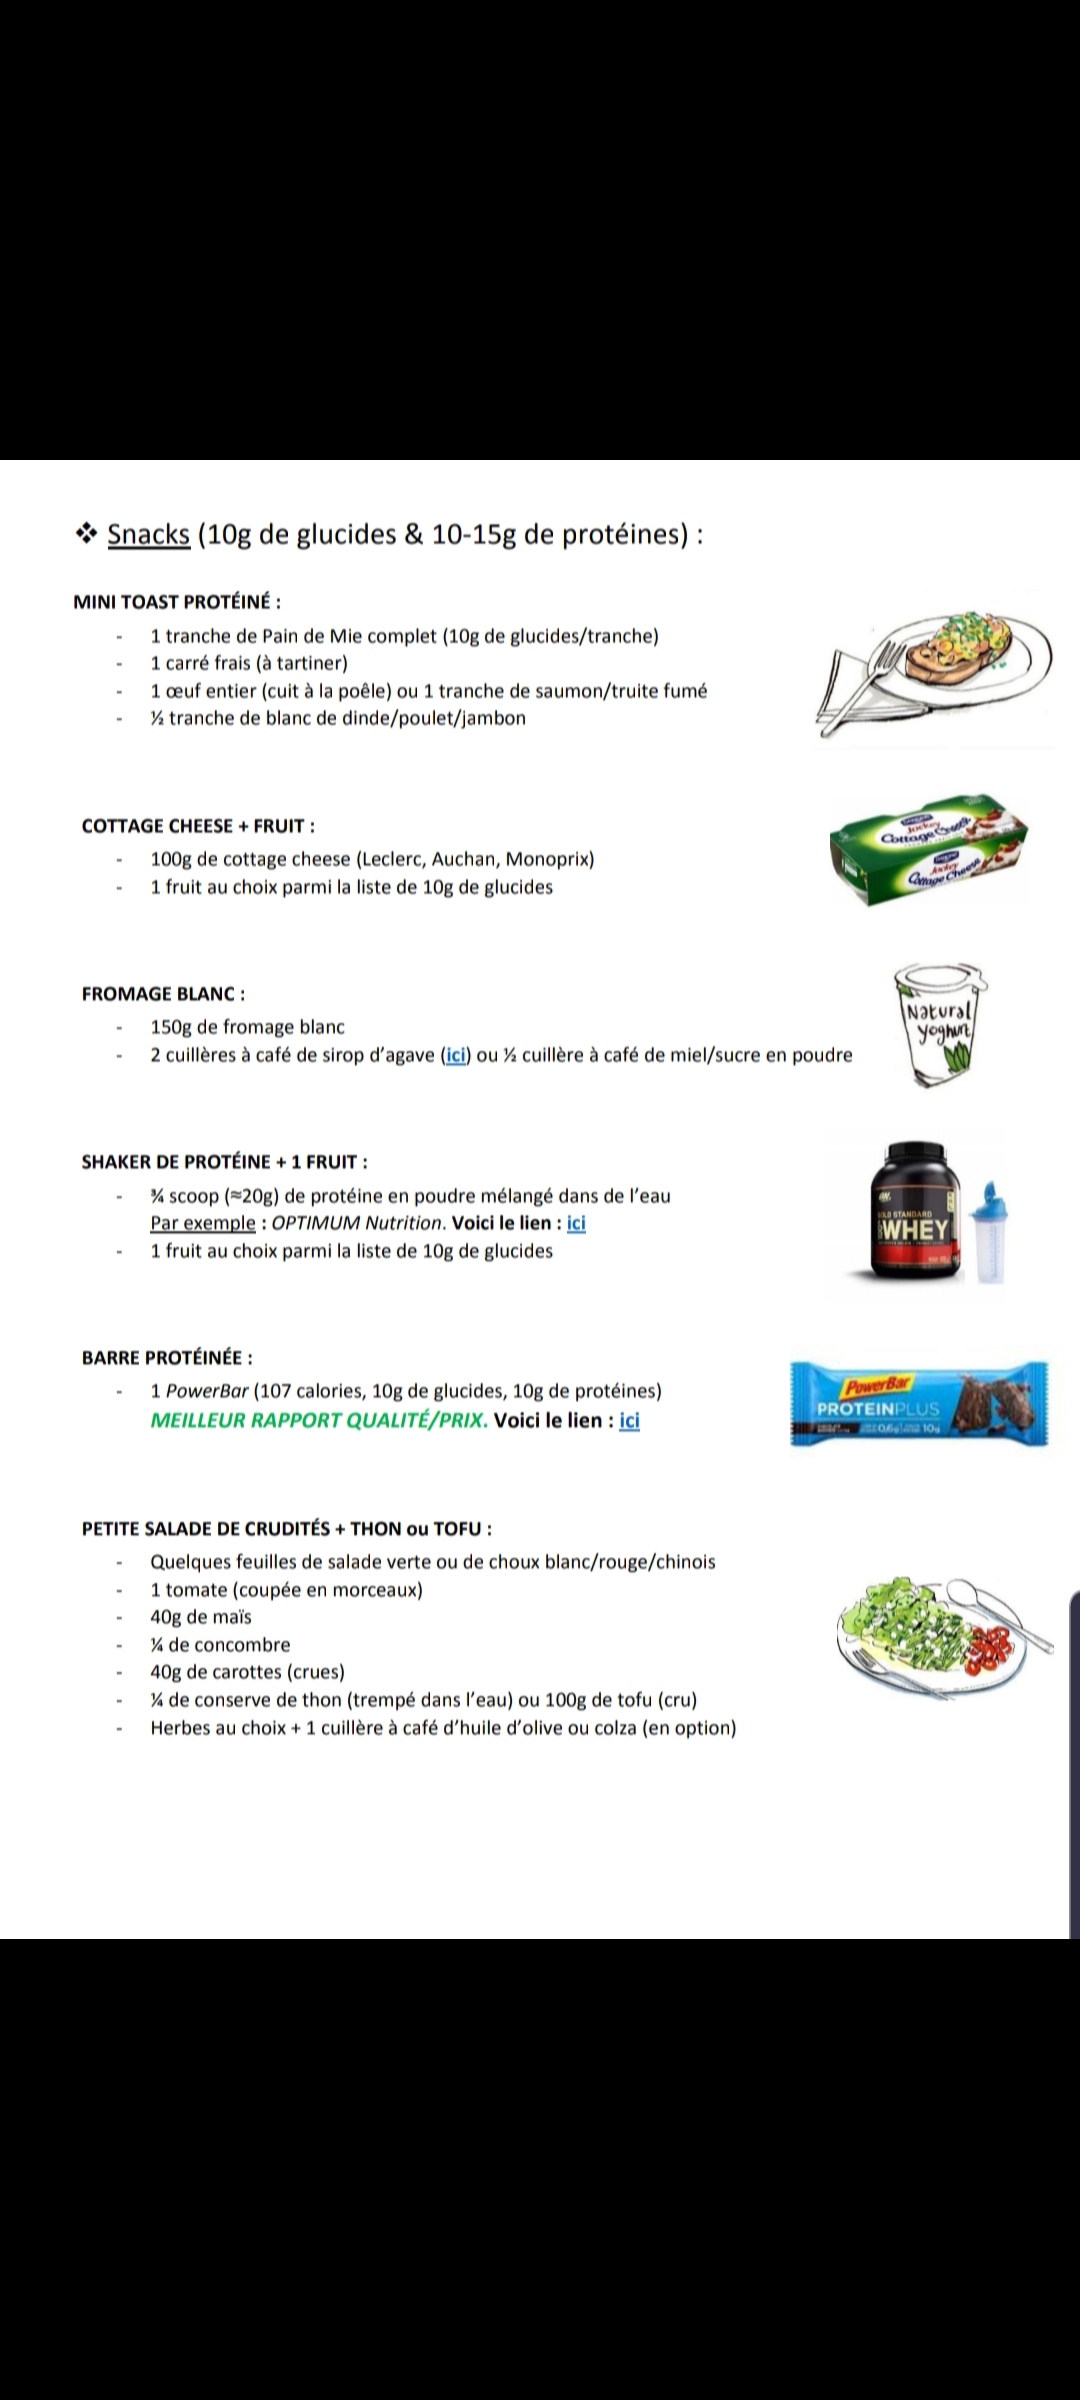 ❖ Snacks (10g de glucides & 10-15g de protéines) :
MINI TOAST PROTÉINÉ :
- 1 tranche de Pain de Mie complet (10g de glucides/tranche)
- 1 carré frais (à tartiner)
- 1 œuf entier (cuit à la poêle) ou 1 tranche de saumon/truite fumé
- ½ tranche de blanc de dinde/poulet/jambon
COTTAGE CHEESE + FRUIT :
- 100g de cottage cheese (Leclerc, Auchan, Monoprix)
- 1 fruit au choix parmi la liste de 10g de glucides
Jockey
Cottage Cheese
Jockey
Cottage Cheese
FROMAGE BLANC :
- 150g de fromage blanc
- 2 cuillères à café de sirop d’agave (ici) ou ½ cuillère à café de miel/sucre en poudre
Natural
Yoghurt
SHAKER DE PROTÉINE + 1 FRUIT :
- ¾ scoop (≈20g) de protéine en poudre mélangé dans de l’eau
Par exemple : OPTIMUM Nutrition. Voici le lien : ici
- 1 fruit au choix parmi la liste de 10g de glucides
ON
GOLD STANDARD
WHEY
BARRE PROTÉINÉE :
- 1 PowerBar (107 calories, 10g de glucides, 10g de protéines)
MEILLEUR RAPPORT QUALITÉ/PRIX. Voici le lien : ici
PowerBar
PROTEINPLUS
PETITE SALADE DE CRUDITÉS + THON ou TOFU :
- Quelques feuilles de salade verte ou de choux blanc/rouge/chinois
- 1 tomate (coupée en morceaux)
- 40g de maïs
- ¼ de concombre
- 40g de carottes (crues)
- ¼ de conserve de thon (trempé dans l’eau) ou 100g de tofu (cru)
- Herbes au choix + 1 cuillère à café d’huile d’olive ou colza (en option)